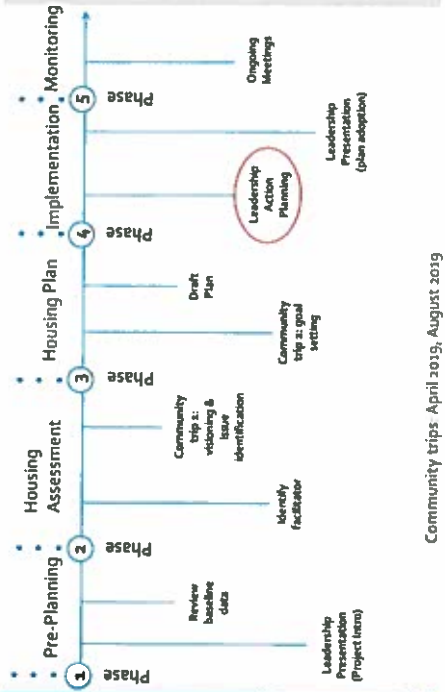 Pre-Planning
Housing
Assessment
Housing Plan
Implementation
Monitoring
1
Phase
2
Phase
3
Phase
4
Phase
5
Phase
Leadership
Presentation
(Project Intro)
Review
baseline
data
Identify
facilitator
Community
trip 1:
visioning &
issue
identification
Community
trip 2: goal
setting
Draft
Plan
Leadership
Action
Planning
Leadership
Presentation
(plan adoption)
Ongoing
Meetings
Community trips: April 2019, August 2019